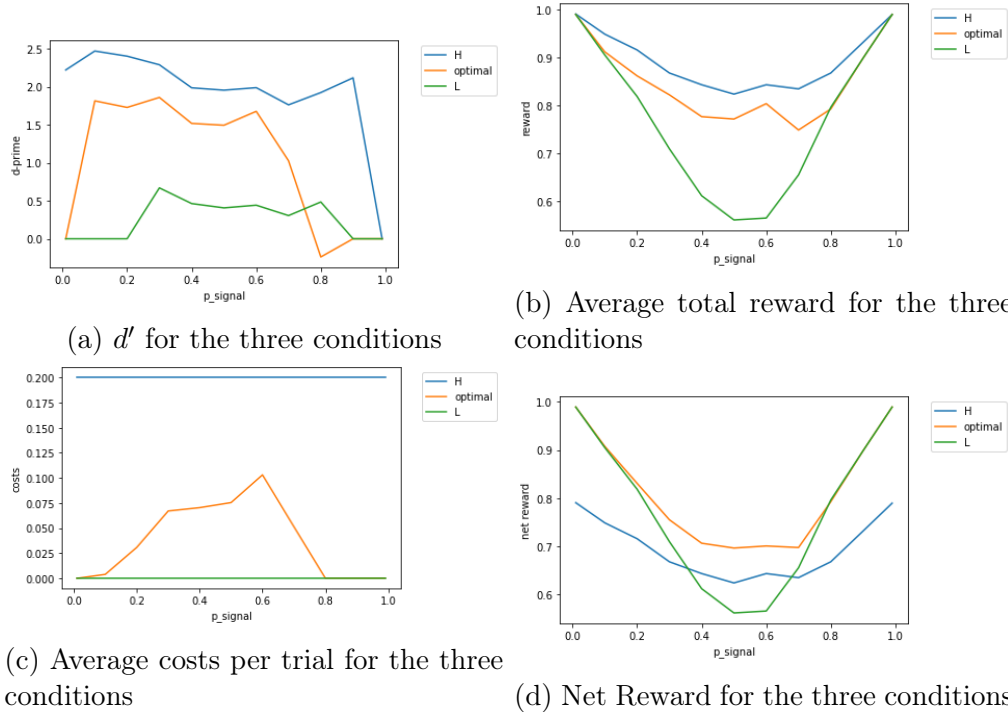 2.5
2.0
1.5
1.0
0.5
0.0
d-prime
0.0 0.2 0.4 0.6 0.8 1.0
p_signal
H
optimal
L
(a) d′ for the three conditions
1.0
0.9
0.8
0.7
0.6
reward
0.0 0.2 0.4 0.6 0.8 1.0
p_signal
H
optimal
L
(b) Average total reward for the three
conditions
0.200
0.175
0.150
0.125
0.100
0.075
0.050
0.025
0.000
costs
0.0 0.2 0.4 0.6 0.8 1.0
p_signal
H
optimal
L
(c) Average costs per trial for the three
conditions
1.0
0.9
0.8
0.7
0.6
net reward
0.0 0.2 0.4 0.6 0.8 1.0
p_signal
H
optimal
L
(d) Net Reward for the three conditions